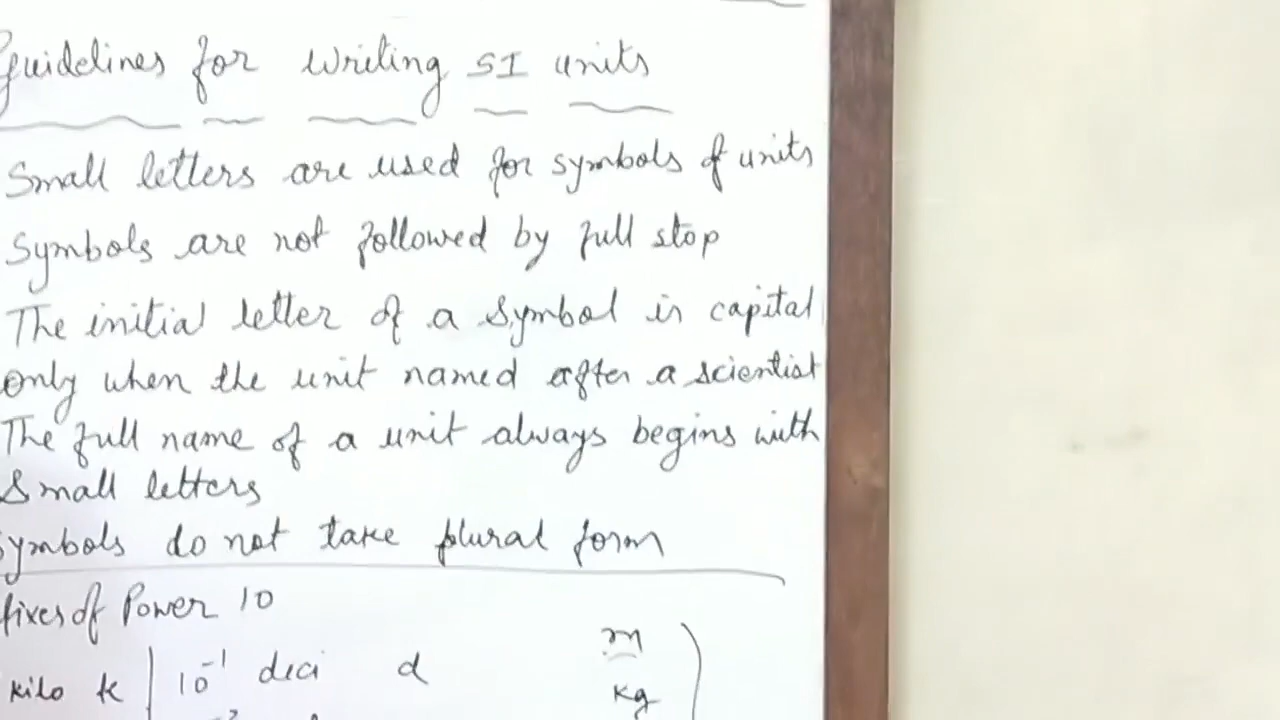 Guidelines for Writing SI units
Small letters are used for symbols of units
Symbols are not followed by full stop
The initial letter of a Symbol is capital
only when the unit named after a scientist
The full name of a unit always begins with
Small letters
Symbols do not take plural form
fixes of Power 10
m
kilo k 10⁻¹ deci d
kg